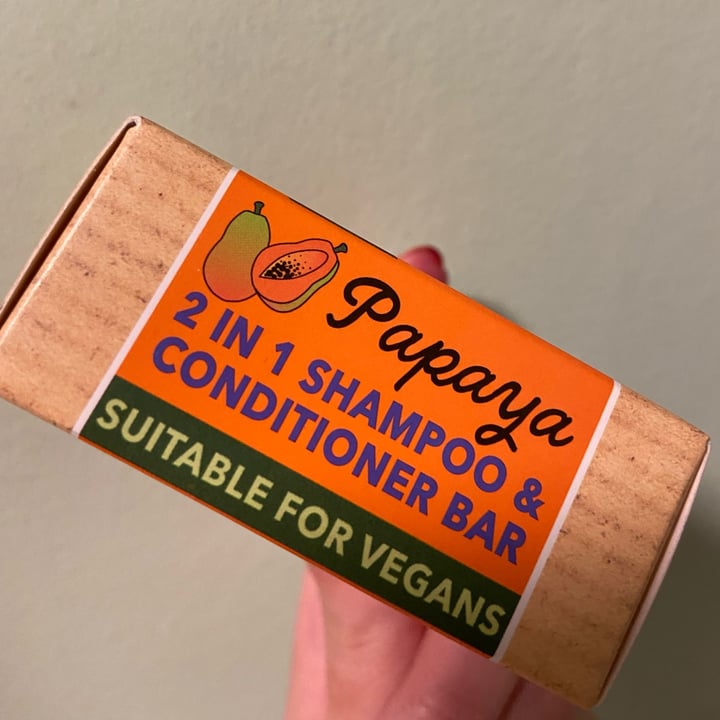 Papaya
2 IN 1 SHAMPOO &
CONDITIONER BAR
SUITABLE FOR VEGANS